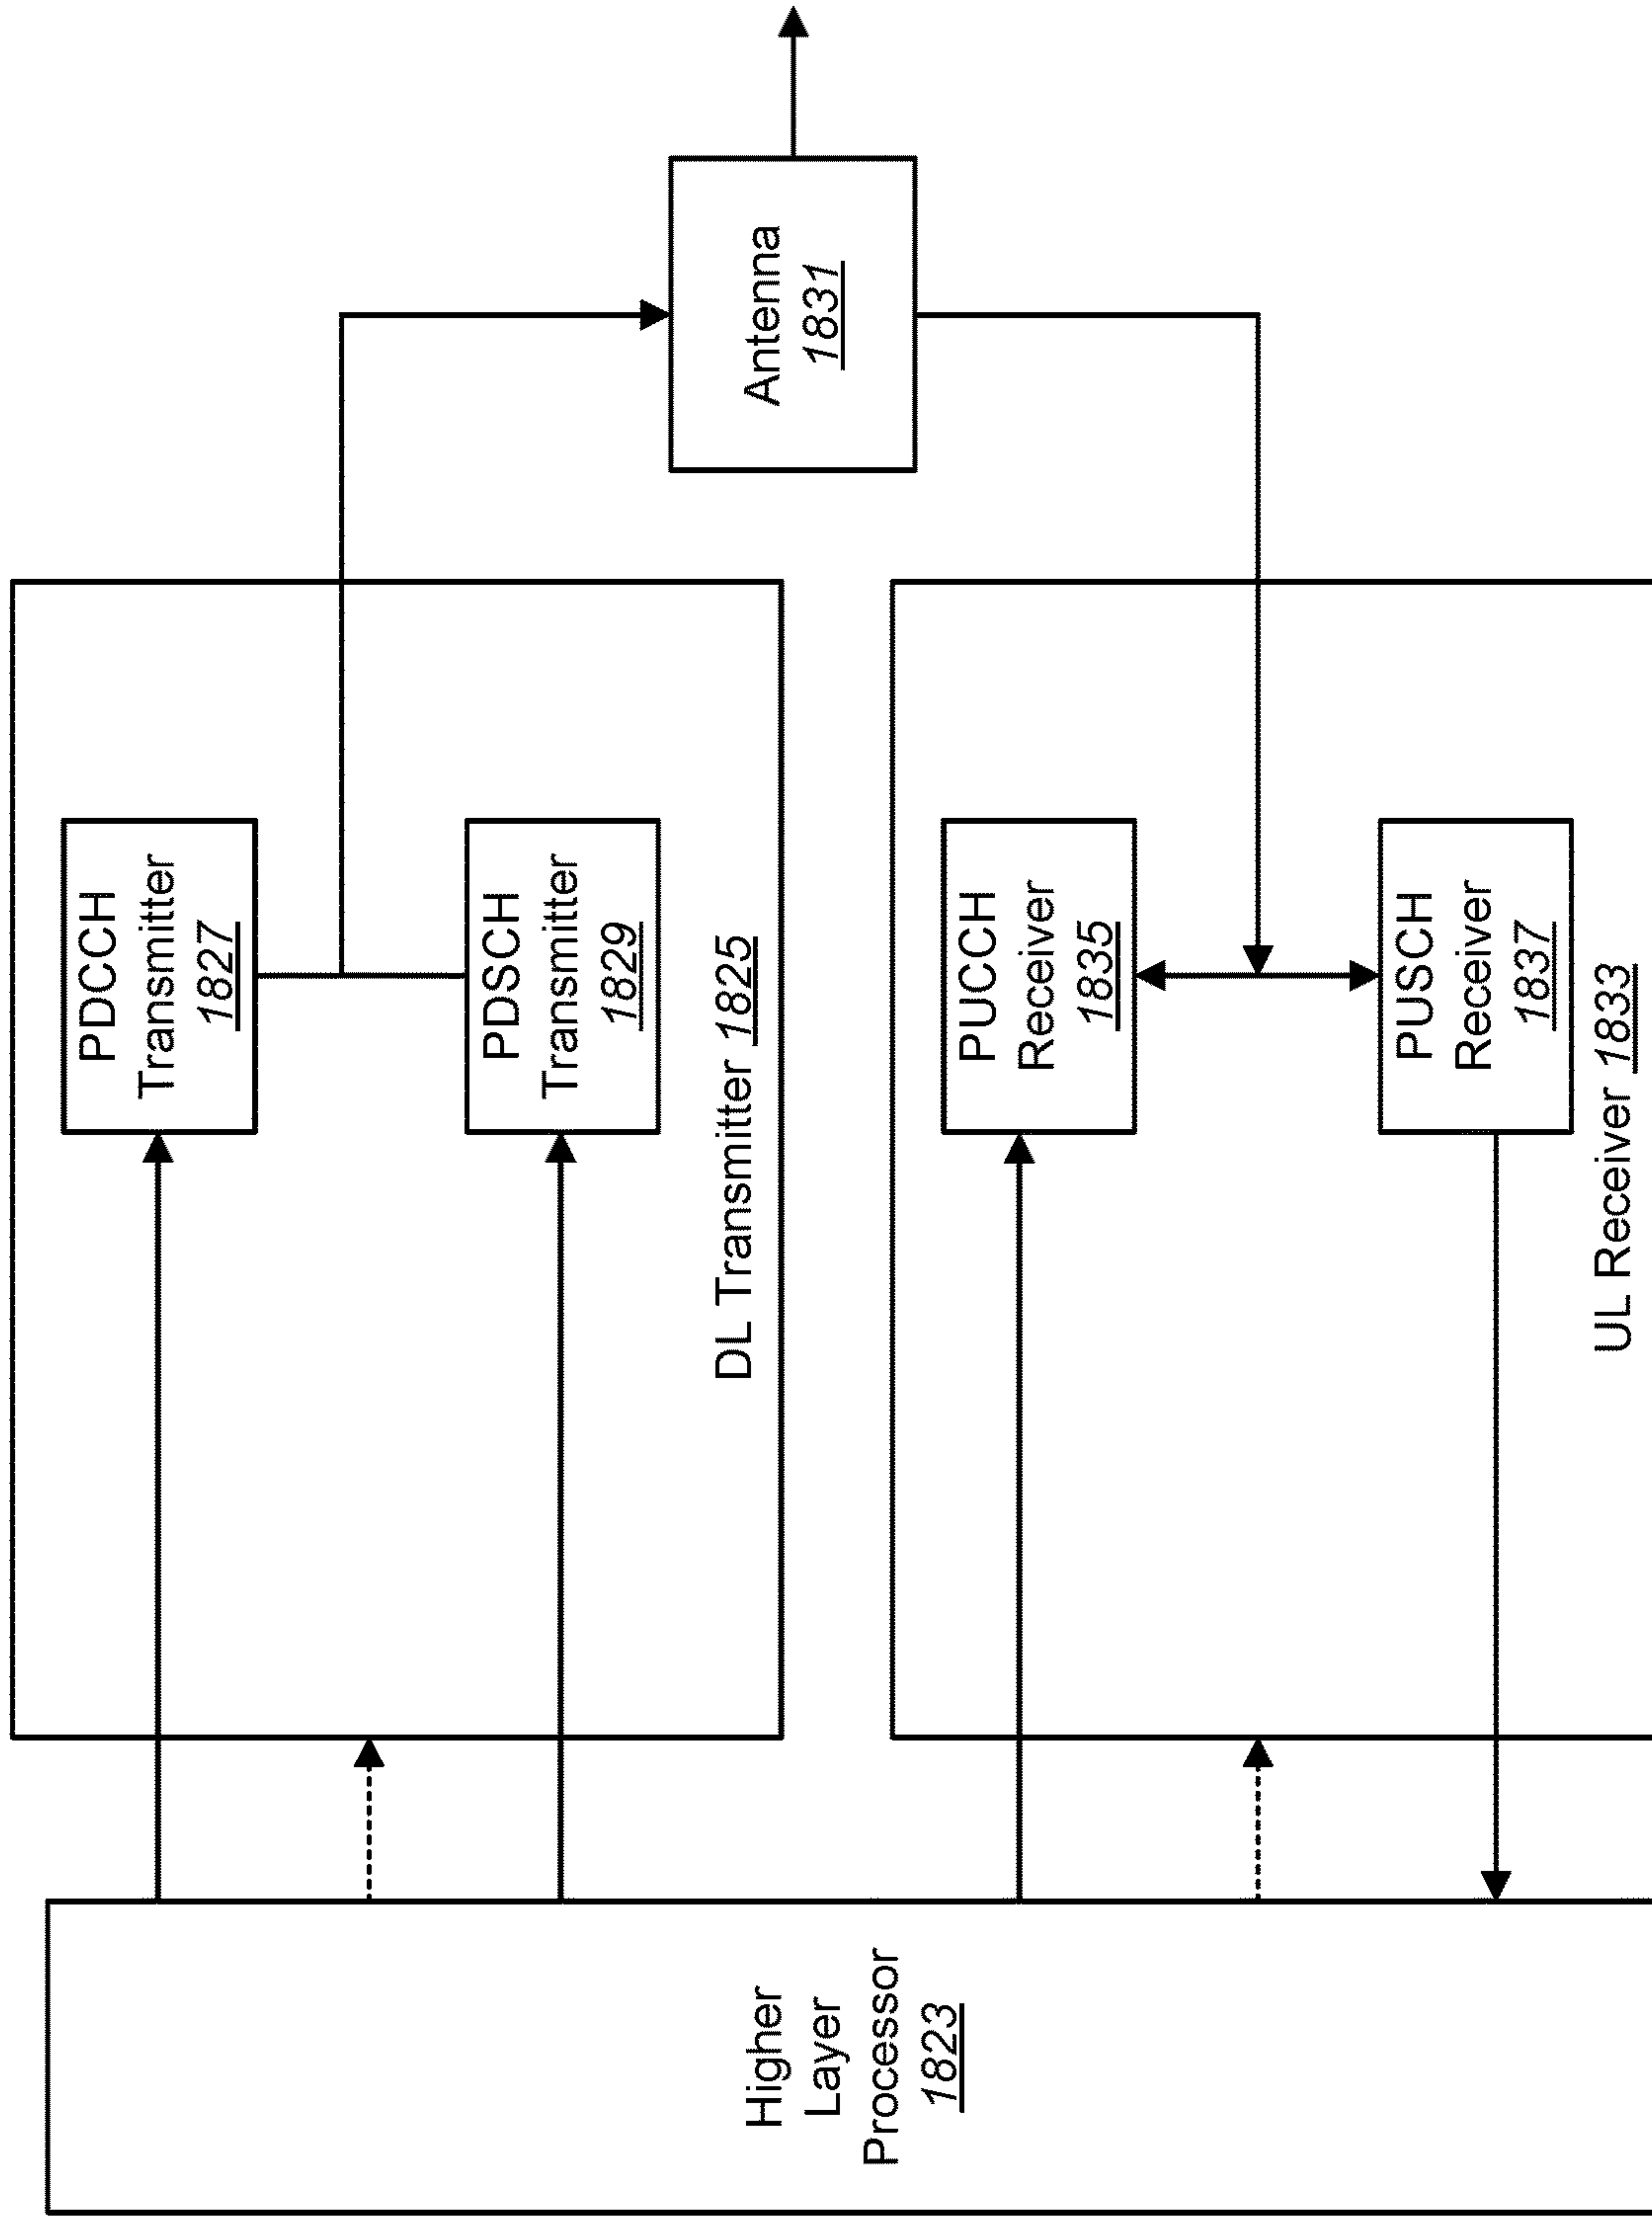 Higher
Layer
Processor
1823
PDCCH
Transmitter
1827
PDSCH
Transmitter
1829
DL Transmitter 1825
PUCCH
Receiver
1835
PUSCH
Receiver
1837
UL Receiver 1833
Antenna
1831